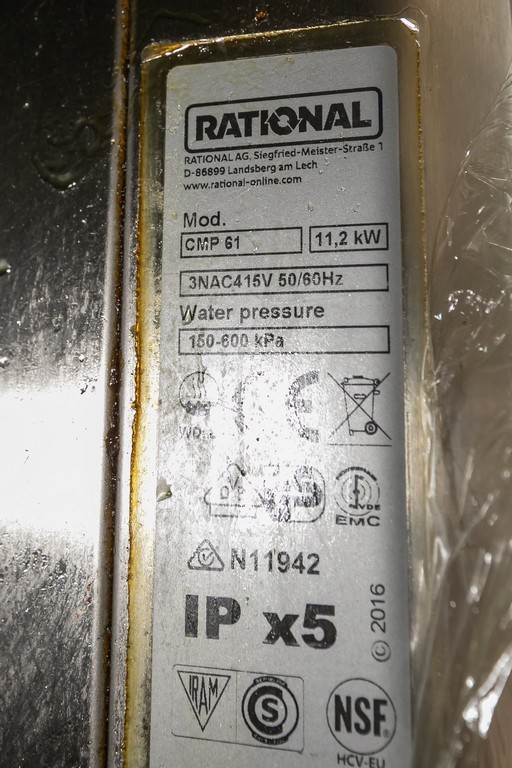 RATIONAL
RATIONAL AG, Siegfried-Meister-Straße 1
D-86899 Landsberg am Lech
www.rational-online.com
Mod.
CMP 61 11,2 kW
3NAC415V 50/60Hz
Water pressure
150-600 kPa
CE
VDE
EMC
N11942
IP x5
© 2016
IRAM
S
NSF®
HCV-EU